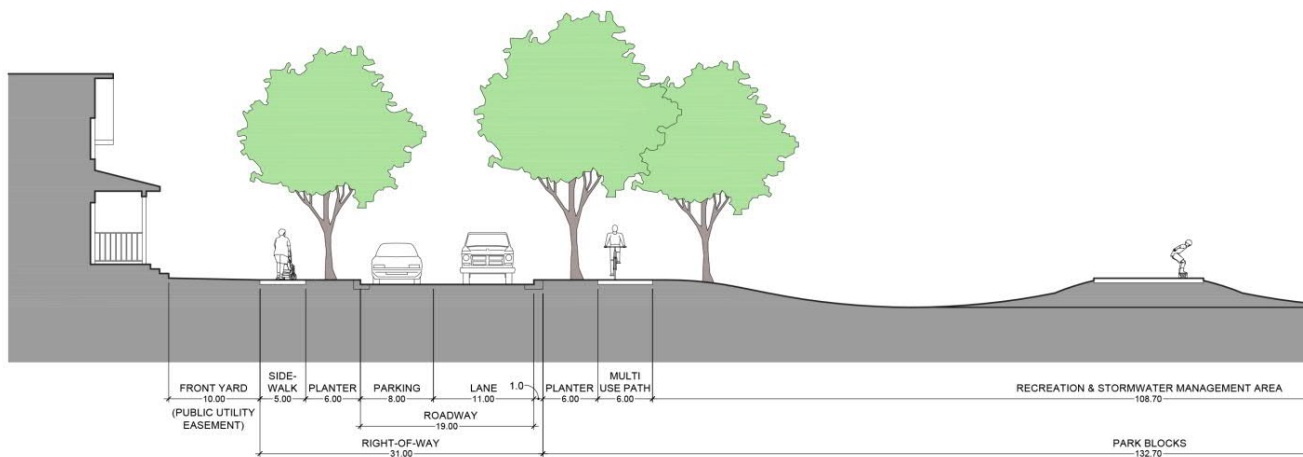 FRONT YARD
10.00
(PUBLIC UTILITY
EASEMENT)
SIDE-
WALK
5.00
PLANTER
6.00
PARKING
8.00
LANE
11.00
1.0
PLANTER
6.00
MULTI
USE PATH
6.00
RECREATION & STORMWATER MANAGEMENT AREA
108.70
ROADWAY
19.00
RIGHT-OF-WAY
31.00
PARK BLOCKS
132.70